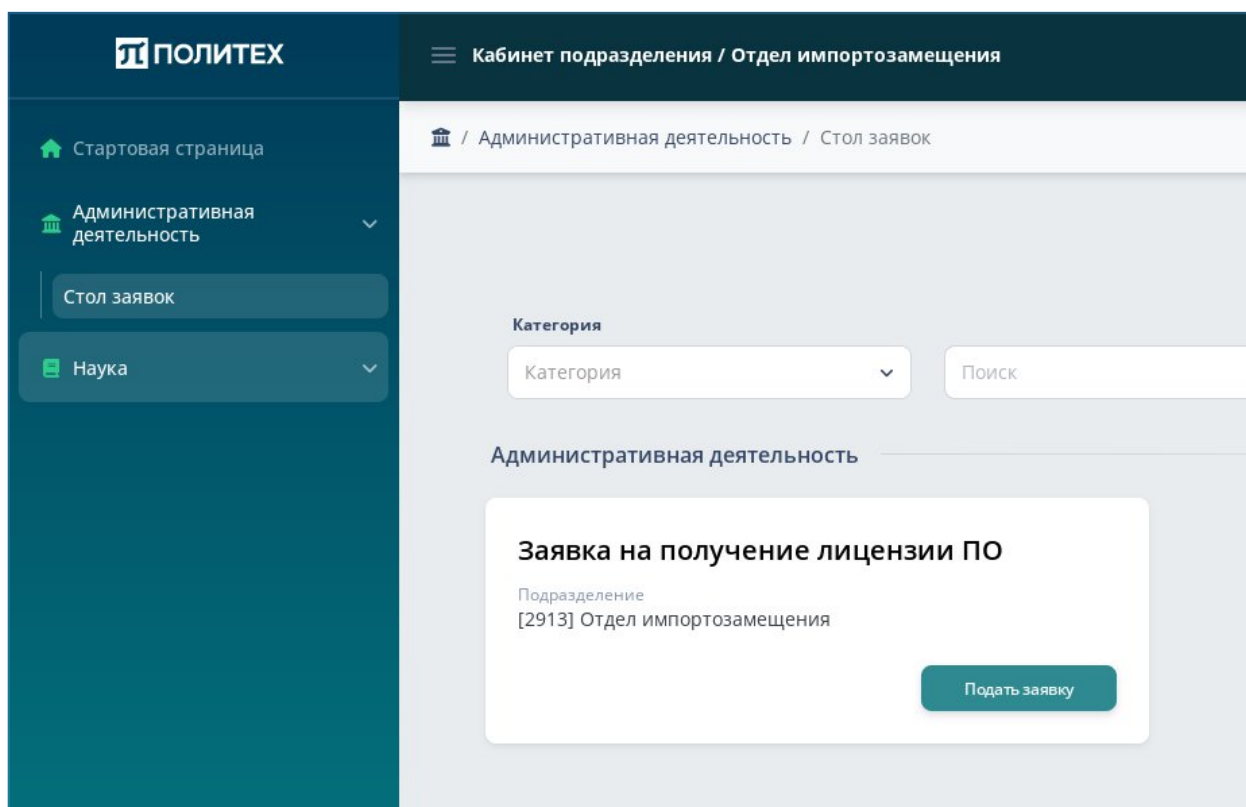 ПОЛИТЕХ
Кабинет подразделения / Отдел импортозамещения
/ Административная деятельность / Стол заявок
Стартовая страница
Административная
деятельность
Стол заявок
Наука
Категория
Категория
Поиск
Административная деятельность
Заявка на получение лицензии ПО
Подразделение
[2913] Отдел импортозамещения
Подать заявку